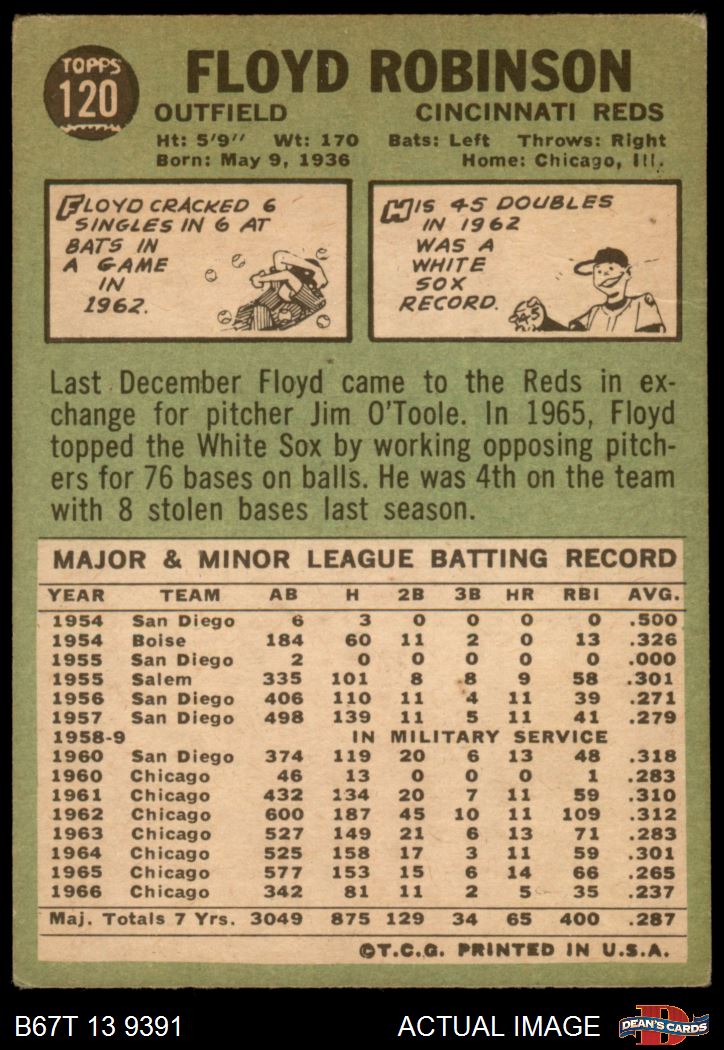 TOPPS
120
FLOYD ROBINSON
OUTFIELD CINCINNATI REDS
Ht: 5'9" Wt: 170 Bats: Left Throws: Right
Born: May 9, 1936 Home: Chicago, Ill.
FLOYD CRACKED 6
SINGLES IN 6 AT
BATS IN
A GAME
IN
1962.
HIS 45 DOUBLES
IN 1962
WAS A
WHITE
SOX
RECORD.
45
Last December Floyd came to the Reds in ex-
change for pitcher Jim O'Toole. In 1965, Floyd
topped the White Sox by working opposing pitch-
ers for 76 bases on balls. He was 4th on the team
with 8 stolen bases last season.
MAJOR & MINOR LEAGUE BATTING RECORD
YEAR TEAM AB H 2B 3B HR RBI AVG.
1954 San Diego 6 3 0 0 0 0 .500
1954 Boise 184 60 11 2 0 13 .326
1955 San Diego 2 0 0 0 0 0 .000
1955 Salem 335 101 8 8 9 58 .301
1956 San Diego 406 110 11 4 11 39 .271
1957 San Diego 498 139 11 5 11 41 .279
1958-9 IN MILITARY SERVICE
1960 San Diego 374 119 20 6 13 48 .318
1960 Chicago 46 13 0 0 0 1 .283
1961 Chicago 432 134 20 7 11 59 .310
1962 Chicago 600 187 45 10 11 109 .312
1963 Chicago 527 149 21 6 13 71 .283
1964 Chicago 525 158 17 3 11 59 .301
1965 Chicago 577 153 15 6 14 66 .265
1966 Chicago 342 81 11 2 5 35 .237
Maj. Totals 7 Yrs. 3049 875 129 34 65 400 .287
©T.C.G. PRINTED IN U.S.A.
B67T 13 9391 ACTUAL IMAGE D DEAN'S CARDS